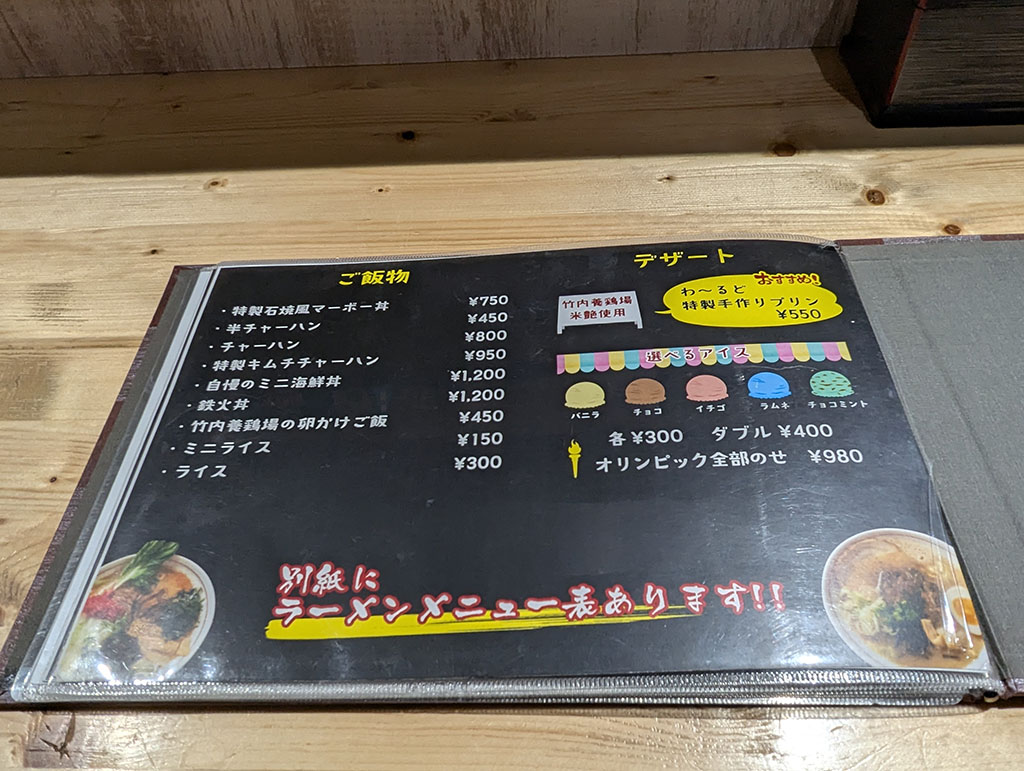 ご飯物
・特製石焼風マーボー丼 ¥750
・半チャーハン ¥450
・チャーハン ¥800
・特製キムチチャーハン ¥950
・自慢のミニ海鮮丼 ¥1,200
・鉄火丼 ¥1,200
・竹内養鶏場の卵かけご飯 ¥450
・ミニライス ¥150
・ライス ¥300
デザート
竹内養鶏場
米艶使用
おすすめ!
わ〜るど
特製手作りプリン
¥550
選べるアイス
バニラ チョコ イチゴ ラムネ チョコミント
各¥300 ダブル¥400
オリンピック全部のせ ¥980
別紙に
ラーメンメニュー表あります!!